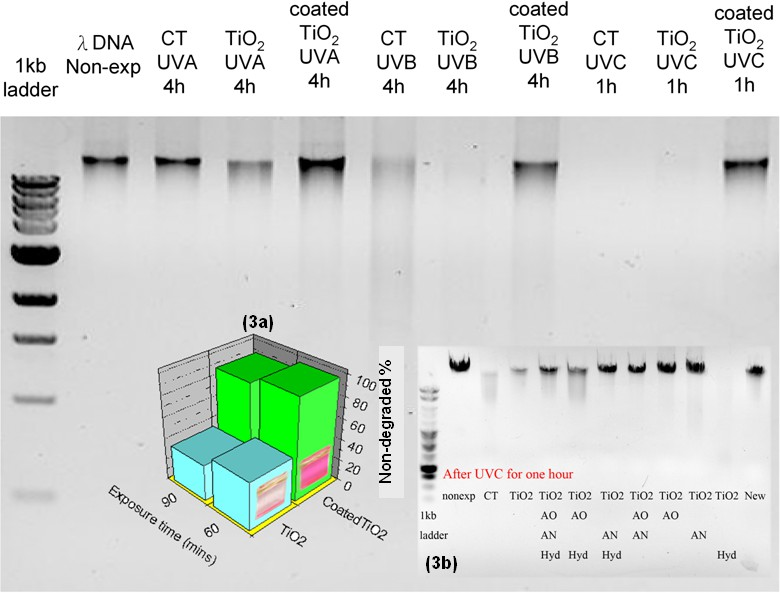 1kb
ladder
λ DNA
Non-exp
CT
UVA
4h
TiO2
UVA
4h
coated
TiO2
UVA
4h
CT
UVB
4h
TiO2
UVB
4h
coated
TiO2
UVB
4h
CT
UVC
1h
TiO2
UVC
1h
coated
TiO2
UVC
1h
(3a)
100
80
60
40
20
0
Non-degraded %
90
60
Exposure time (mins)
TiO2
CoatedTiO2
After UVC for one hour
nonexp CT TiO2 TiO2 TiO2 TiO2 TiO2 TiO2 TiO2 TiO2 New
1kb AO AO AO AO
ladder AN AN AN AN
(3b) Hyd Hyd Hyd Hyd